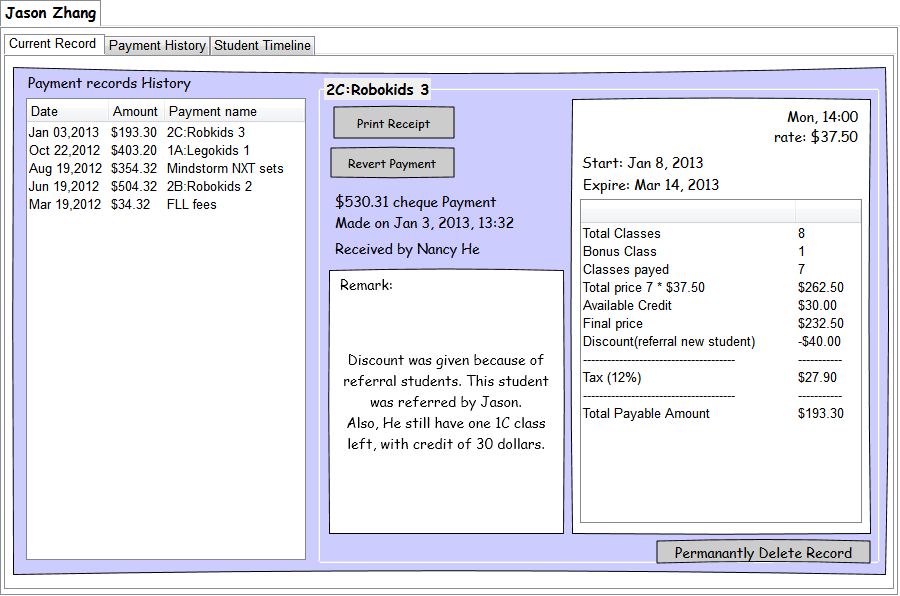 Jason Zhang
Current Record Payment History Student Timeline
Payment records History
Date Amount Payment name
Jan 03,2013 $193.30 2C:Robkids 3
Oct 22,2012 $403.20 1A:Legokids 1
Aug 19,2012 $354.32 Mindstorm NXT sets
Jun 19,2012 $504.32 2B:Robokids 2
Mar 19,2012 $34.32 FLL fees
2C:Robokids 3
Print Receipt
Revert Payment
$530.31 cheque Payment
Made on Jan 3, 2013, 13:32
Received by Nancy He
Remark:
Discount was given because of
referral students. This student
was referred by Jason.
Also, He still have one 1C class
left, with credit of 30 dollars.
Mon, 14:00
rate: $37.50
Start: Jan 8, 2013
Expire: Mar 14, 2013
Total Classes 8
Bonus Class 1
Classes payed 7
Total price 7 * $37.50 $262.50
Available Credit $30.00
Final price $232.50
Discount(referral new student) -$40.00
-------------------------------------- -----------
Tax (12%) $27.90
-------------------------------------- -----------
Total Payable Amount $193.30
Permanantly Delete Record